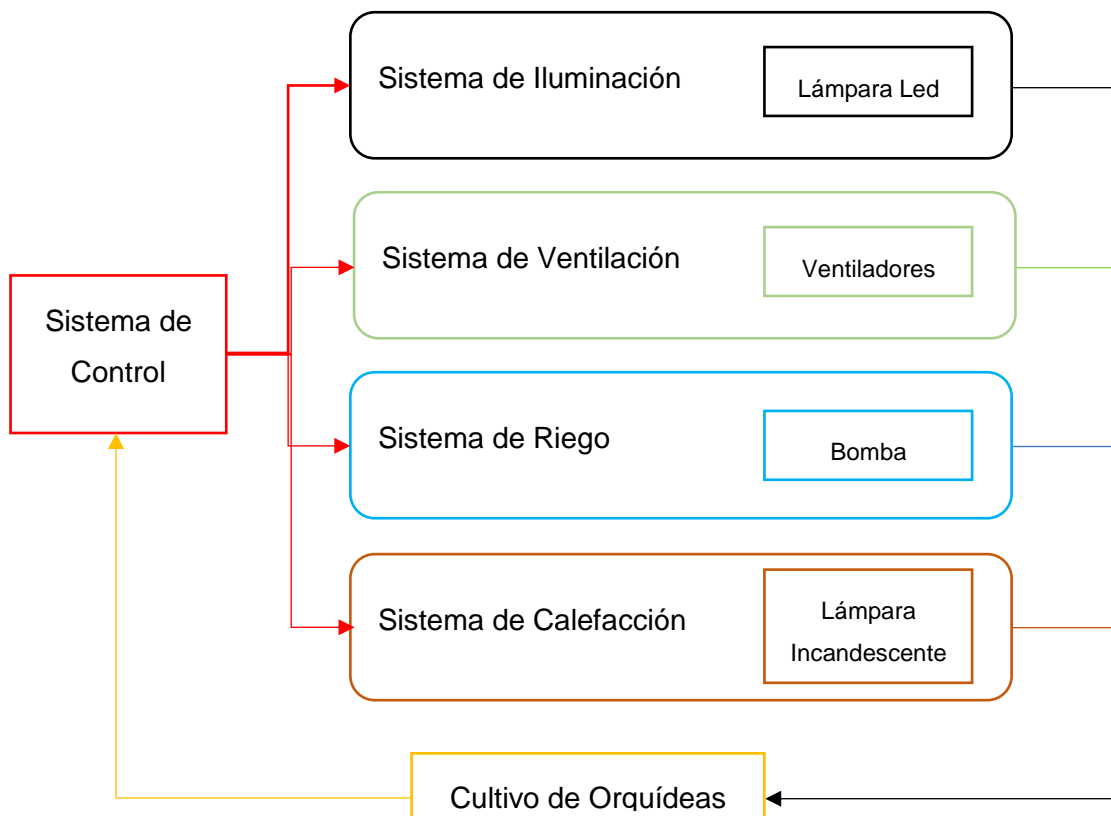 Sistema de Iluminación
Lámpara Led
Sistema de Ventilación
Ventiladores
Sistema de
Control
Sistema de Riego
Bomba
Sistema de Calefacción
Lámpara
Incandescente
Cultivo de Orquídeas